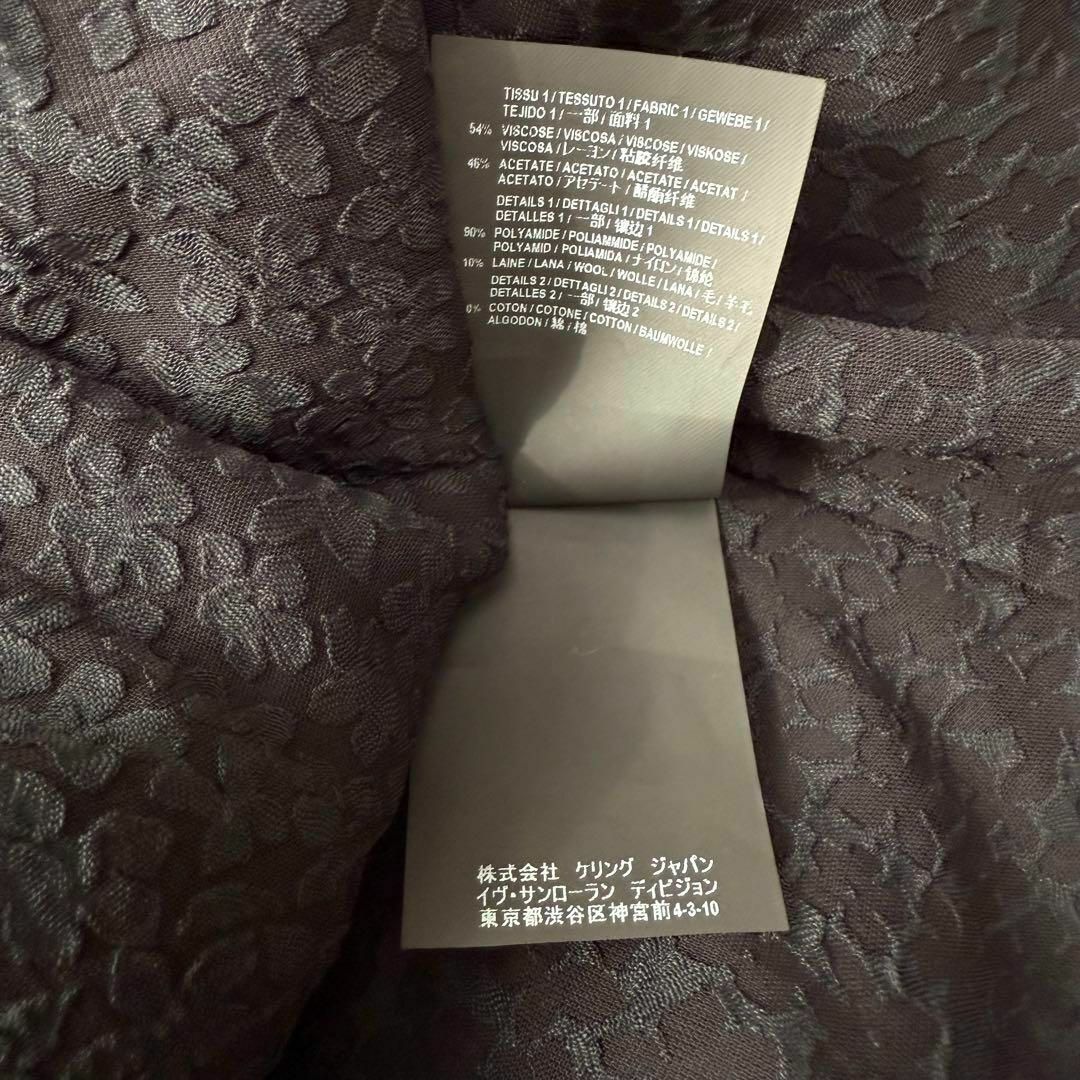 TISSU 1 / TESSUTO 1 / FABRIC 1 / GEWEBE 1 /
TEJIDO 1 / 一部 / 面料 1
54% VISCOSE / VISCOSA / VISCOSE / VISKOSE /
VISCOSA / レーヨン / 粘胶纤维
46% ACETATE / ACETATO / ACETATE / ACETAT /
ACETATO / アセテート / 醋酯纤维
DETAILS 1 / DETTAGLI 1 / DETAILS 1 / DETAILS 1 /
DETALLES 1 / 一部 / 镶边 1
90% POLYAMIDE / POLIAMMIDE / POLYAMIDE /
POLYAMID / POLIAMIDA / ナイロン / 锦纶
10% LAINE / LANA / WOOL / WOLLE / LANA / 毛 / 羊毛
DETAILS 2 / DETTAGLI 2 / DETAILS 2 / DETAILS 2 /
DETALLES 2 / 一部 / 镶边 2
0% COTON / COTONE / COTTON / BAUMWOLLE /
ALGODON / 綿 / 棉
株式会社 ケリング ジャパン
イヴ・サンローラン ディビジョン
東京都渋谷区神宮前4-3-10